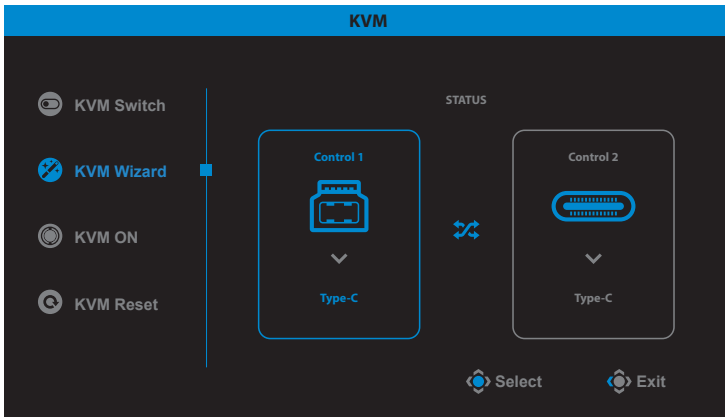 KVM
KVM Switch
KVM Wizard
KVM ON
KVM Reset
STATUS
Control 1
Type-C
Control 2
Type-C
Select
Exit